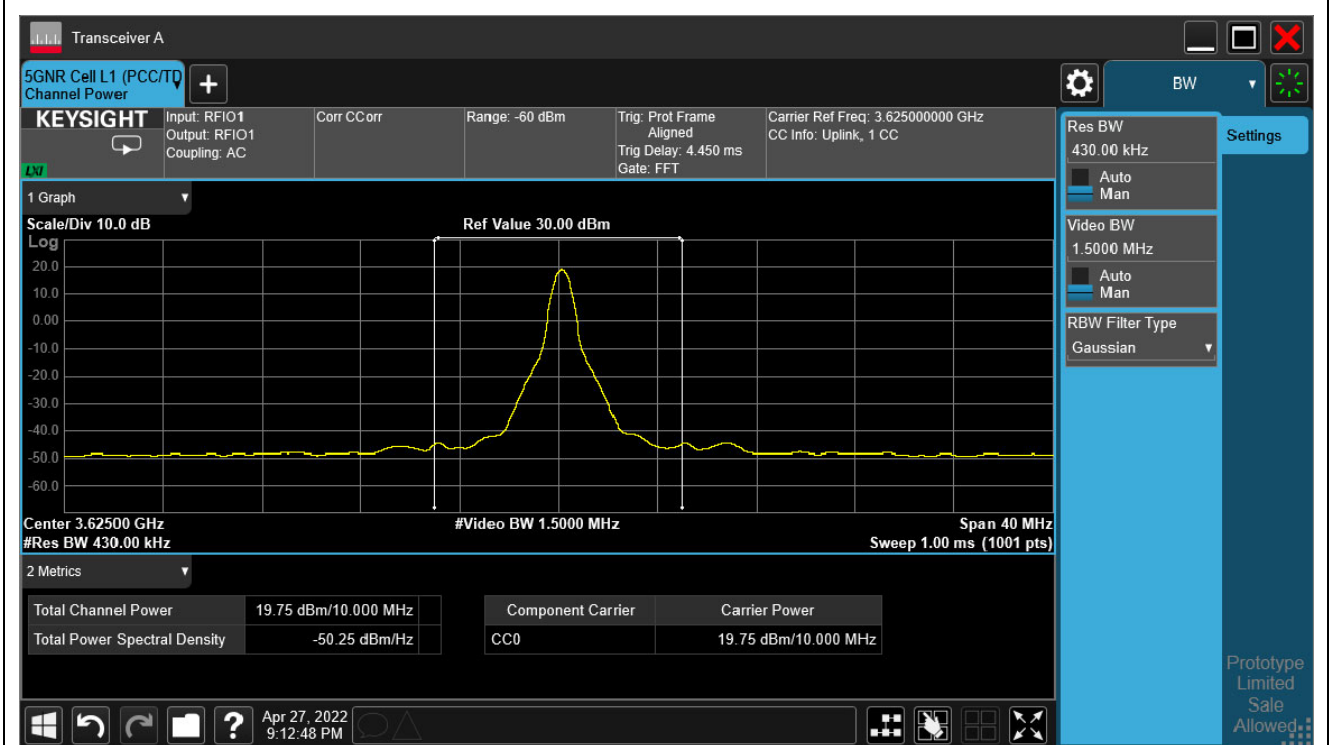 Transceiver A
5GNR Cell L1 (PCC/TD
Channel Power
+
BW
KEYSIGHT
LXI
Input: RFIO1
Output: RFIO1
Coupling: AC
Corr CCorr
Range: -60 dBm
Trig: Prot Frame
Aligned
Trig Delay: 4.450 ms
Gate: FFT
Carrier Ref Freq: 3.625000000 GHz
CC Info: Uplink, 1 CC
Res BW
430.00 kHz
Auto
Man
Settings
Video BW
1.5000 MHz
Auto
Man
RBW Filter Type
Gaussian
1 Graph
Scale/Div 10.0 dB
Ref Value 30.00 dBm
Log
20.0
10.0
0.00
-10.0
-20.0
-30.0
-40.0
-50.0
-60.0
Center 3.62500 GHz
#Video BW 1.5000 MHz
Span 40 MHz
#Res BW 430.00 kHz
Sweep 1.00 ms (1001 pts)
2 Metrics
Total Channel Power 19.75 dBm/10.000 MHz
Total Power Spectral Density -50.25 dBm/Hz
Component Carrier Carrier Power
CC0 19.75 dBm/10.000 MHz
Prototype
Limited
Sale
Allowed
?
Apr 27, 2022
9:12:48 PM